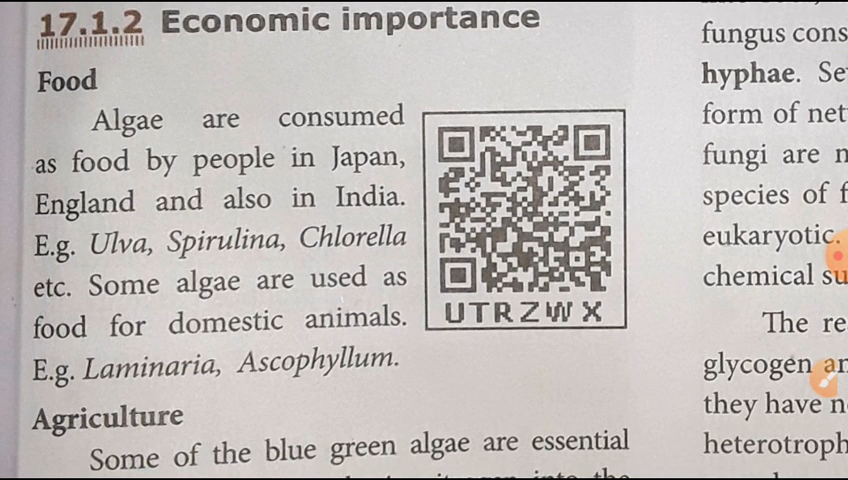 17.1.2 Economic importance
Food
Algae are consumed
as food by people in Japan,
England and also in India.
E.g. Ulva, Spirulina, Chlorella
etc. Some algae are used as
food for domestic animals.
E.g. Laminaria, Ascophyllum.
UTRZWX
Agriculture
Some of the blue green algae are essential
into the
fungus cons
hyphae. Se
form of net
fungi are n
species of f
eukaryotic.
chemical su
The re
glycogen an
they have n
heterotroph